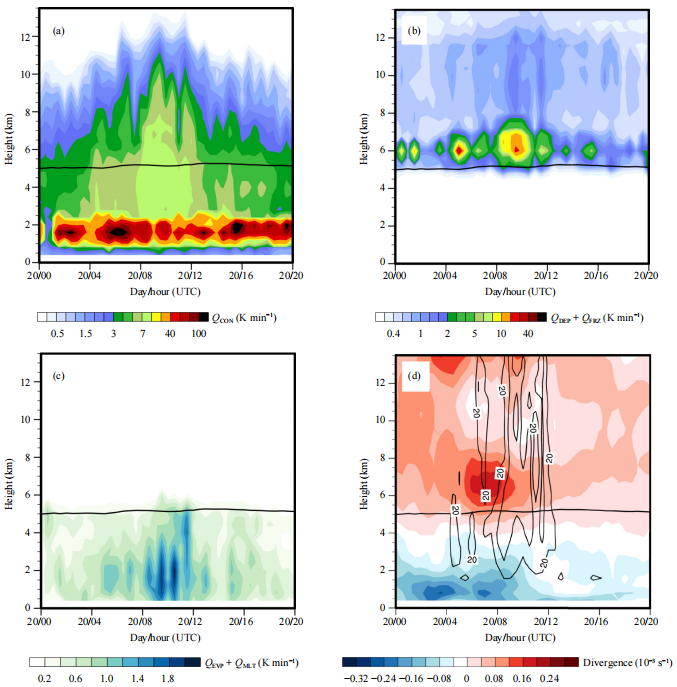 (a)
12
10
8
6
4
2
0
Height (km)
20/00 20/04 20/08 20/12 20/16 20/20
Day/hour (UTC)
0.5 1.5 3 7 40 100 Q_CON (K min⁻¹)
(b)
12
10
8
6
4
2
0
Height (km)
20/00 20/04 20/08 20/12 20/16 20/20
Day/hour (UTC)
0.4 1 2 5 10 40 Q_DEP + Q_FRZ (K min⁻¹)
(c)
12
10
8
6
4
2
0
Height (km)
20/00 20/04 20/08 20/12 20/16 20/20
Day/hour (UTC)
0.2 0.6 1.0 1.4 1.8 Q_EVP + Q_MLT (K min⁻¹)
(d)
12
10
8
6
4
2
0
Height (km)
20
20
20
20
20
20
20
20
20
20/00 20/04 20/08 20/12 20/16 20/20
Day/hour (UTC)
−0.32 −0.24 −0.16 −0.08 0 0.08 0.16 0.24 Divergence (10⁻⁸ s⁻¹)